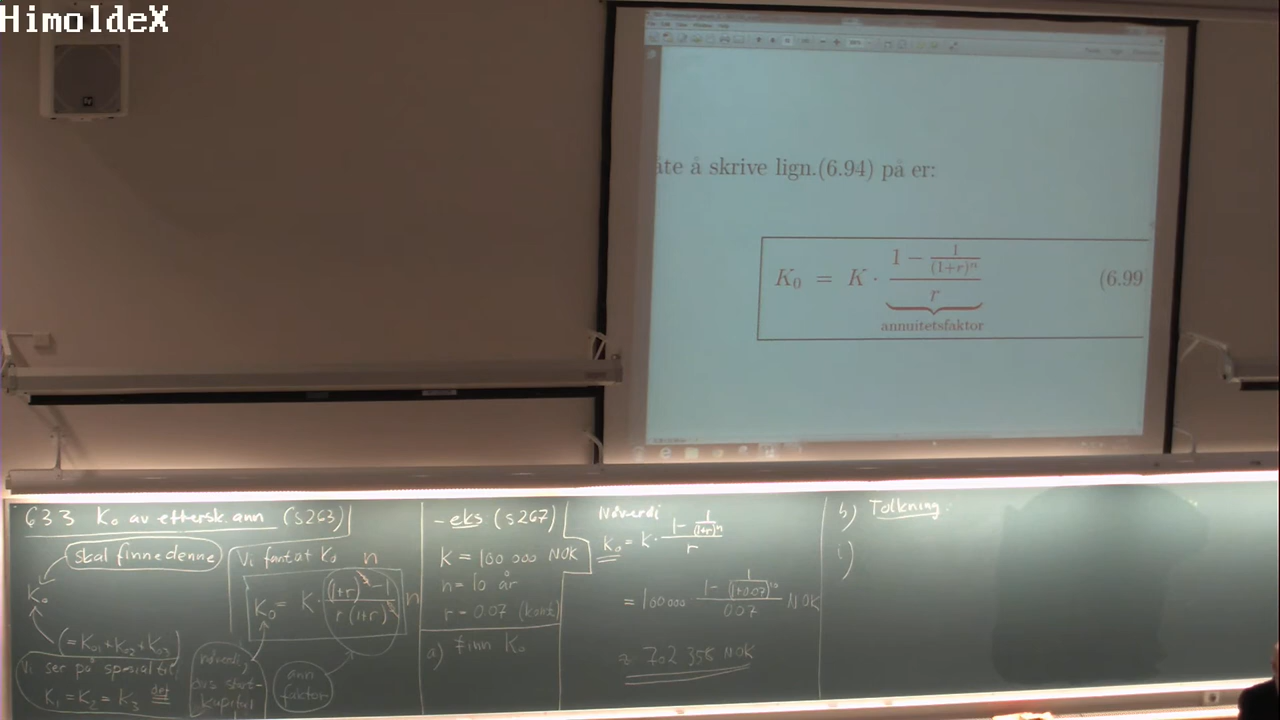 HimoldeX
åte å skrive lign.(6.94) på er:
K₀ = K · (1 − 1/(1+r)ⁿ)/r (6.99
annuitetsfaktor
6.3.3 K₀ av ettersk. ann (s263)
skal finne denne
K₀
(= K₀₁ + K₀₂ + K₀₃)
Vi ser på spesialtil.
K₁ = K₂ = K₃ det =
Vi fant at K₀
K₀ = K · ((1+r)ⁿ − 1)/(r(1+r)ⁿ)
n
n
nåverdi,
dvs start-
kapital
ann
faktor
- eks (s267)
K = 100 000 NOK
n = 10 år
r = 0.07 (konst)
a) Finn K₀
Nåverdi
K₀ = K · (1 − 1/(1+r)ⁿ)/r
= 100 000 · (1 − 1/(1+0.07)¹⁰)/0.07 NOK
≈ 702 358 NOK
b) Tolkning:
i)